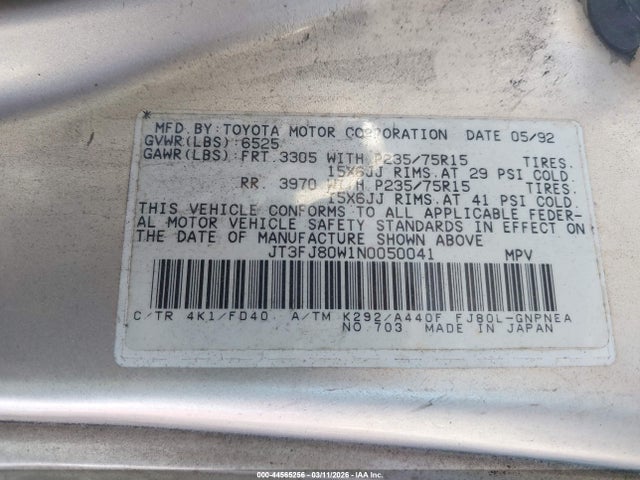 MFD.BY:TOYOTA MOTOR CORPORATION DATE 05/92
GVWR(LBS):6525
GAWR(LBS):FRT.3305 WITH P235/75R15 TIRES.
15X6JJ RIMS.AT 29 PSI COLD.
RR. 3970 WITH P235/75R15 TIRES.
15X6JJ RIMS.AT 41 PSI COLD.
THIS VEHICLE CONFORMS TO ALL APPLICABLE FEDER-
AL MOTOR VEHICLE SAFETY STANDARDS IN EFFECT ON
THE DATE OF MANUFACTURE SHOWN ABOVE
JT3FJ80W1N0050041 MPV
C/TR 4K1/FD40 A/TM K292/A440F FJ80L-GNPNEA
NO.703 MADE IN JAPAN
000-44565256 - 03/11/2026 - IAA Inc.